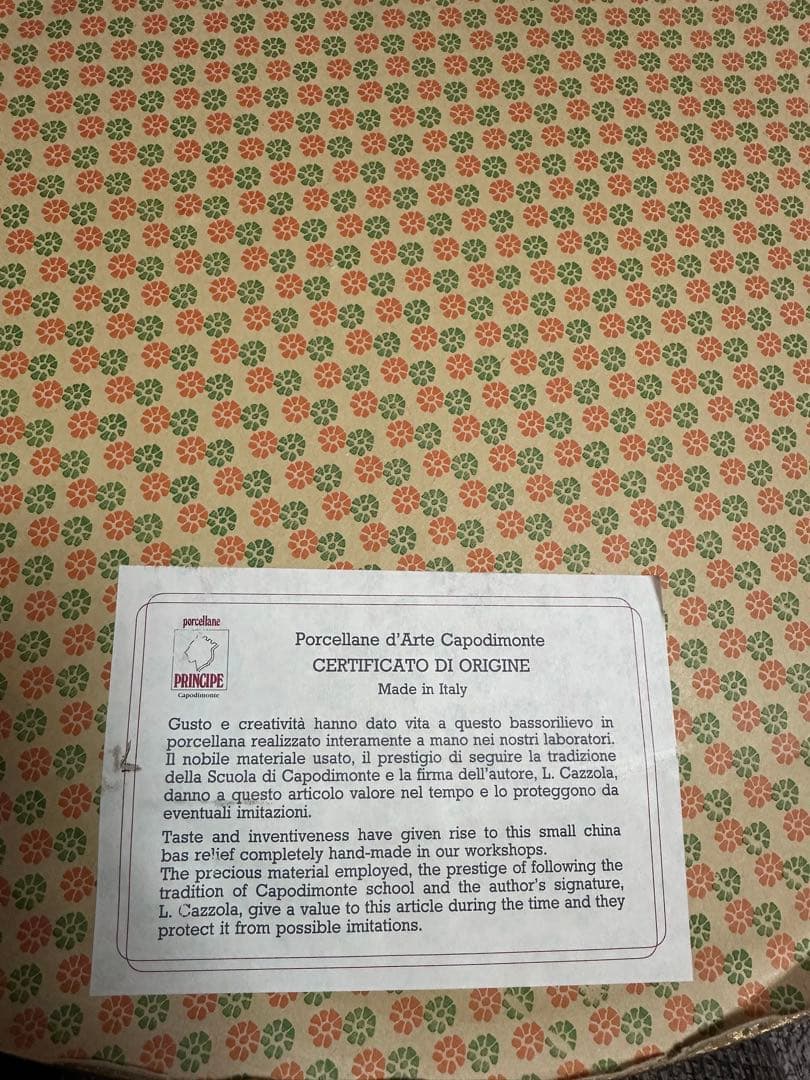 porcellane
PRINCIPE
Capodimonte
Porcellane d'Arte Capodimonte
CERTIFICATO DI ORIGINE
Made in Italy
Gusto e creatività hanno dato vita a questo bassorilievo in
porcellana realizzato interamente a mano nei nostri laboratori.
Il nobile materiale usato, il prestigio di seguire la tradizione
della Scuola di Capodimonte e la firma dell'autore, L. Cazzola,
danno a questo articolo valore nel tempo e lo proteggono da
eventuali imitazioni.
Taste and inventiveness have given rise to this small china
bas relief completely hand-made in our workshops.
The precious material employed, the prestige of following the
tradition of Capodimonte school and the author's signature,
L. Cazzola, give a value to this article during the time and they
protect it from possible imitations.